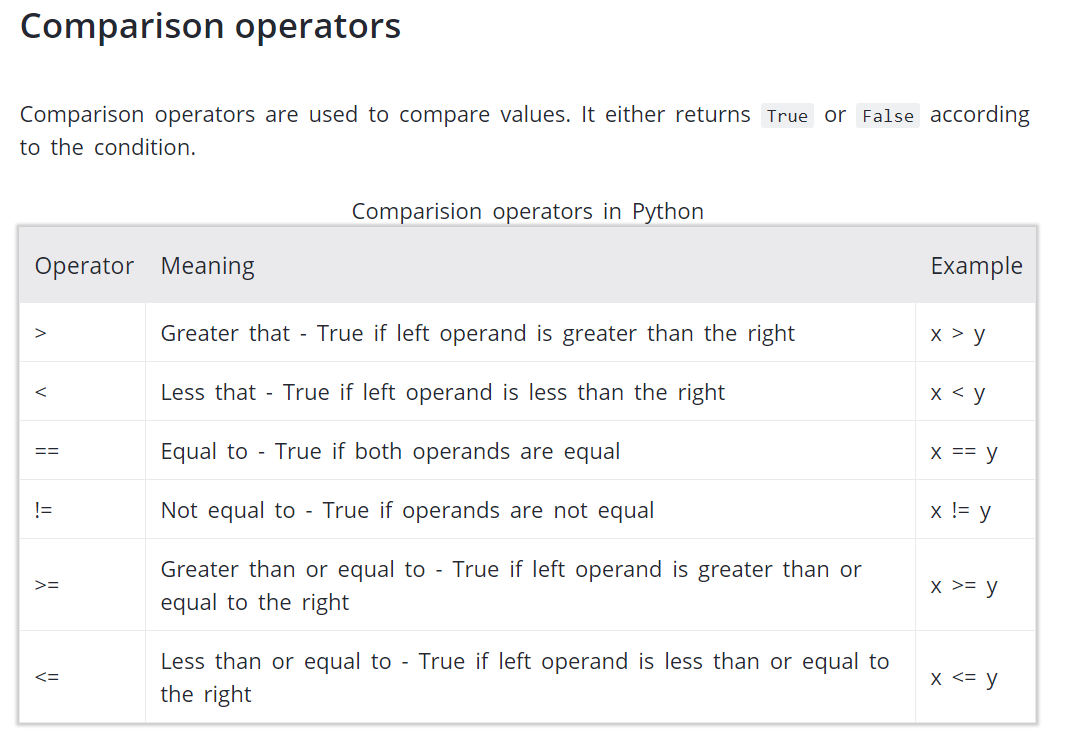 Comparison operators
Comparison operators are used to compare values. It either returns True or False according
to the condition.
Comparision operators in Python
Operator Meaning Example
> Greater that - True if left operand is greater than the right x > y
< Less that - True if left operand is less than the right x < y
== Equal to - True if both operands are equal x == y
!= Not equal to - True if operands are not equal x != y
>= Greater than or equal to - True if left operand is greater than or
equal to the right x >= y
<= Less than or equal to - True if left operand is less than or equal to
the right x <= y